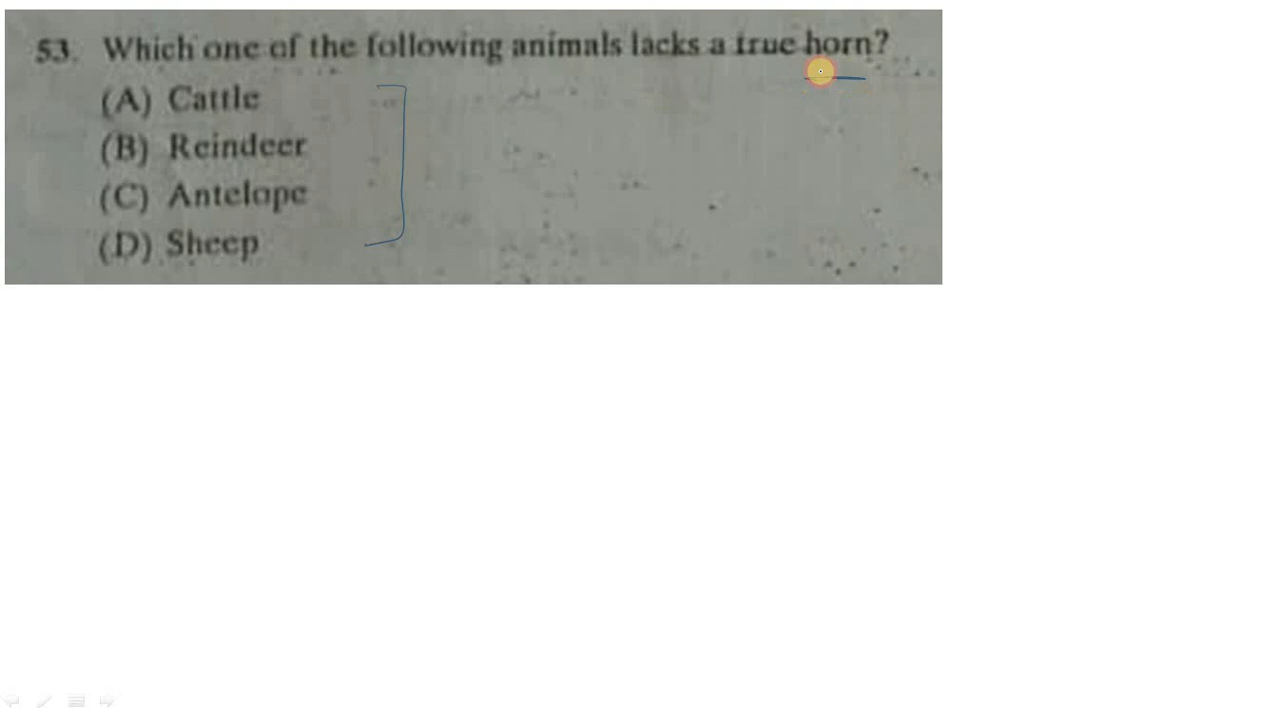 53. Which one of the following animals lacks a true horn?
(A) Cattle
(B) Reindeer
(C) Antelope
(D) Sheep